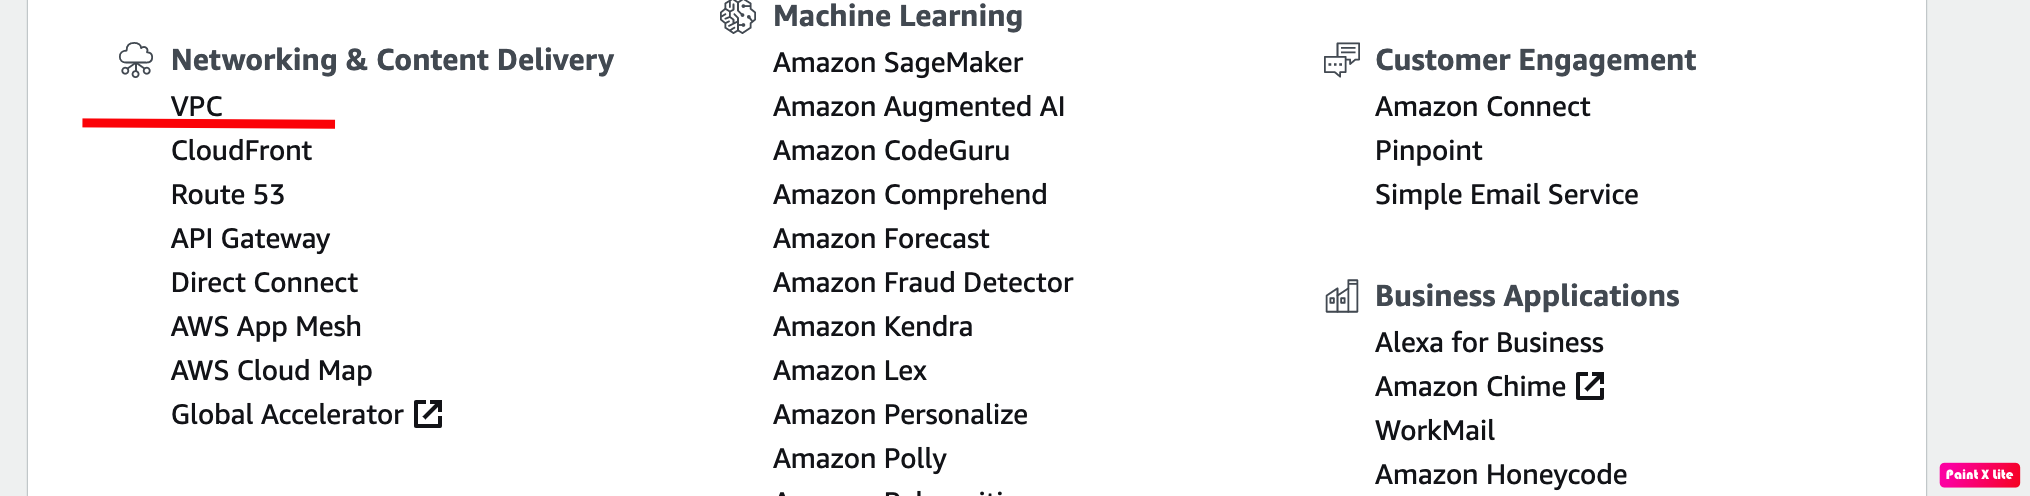 Networking & Content Delivery
VPC
CloudFront
Route 53
API Gateway
Direct Connect
AWS App Mesh
AWS Cloud Map
Global Accelerator
Machine Learning
Amazon SageMaker
Amazon Augmented AI
Amazon CodeGuru
Amazon Comprehend
Amazon Forecast
Amazon Fraud Detector
Amazon Kendra
Amazon Lex
Amazon Personalize
Amazon Polly
Customer Engagement
Amazon Connect
Pinpoint
Simple Email Service
Business Applications
Alexa for Business
Amazon Chime
WorkMail
Amazon Honeycode
Paint X Lite